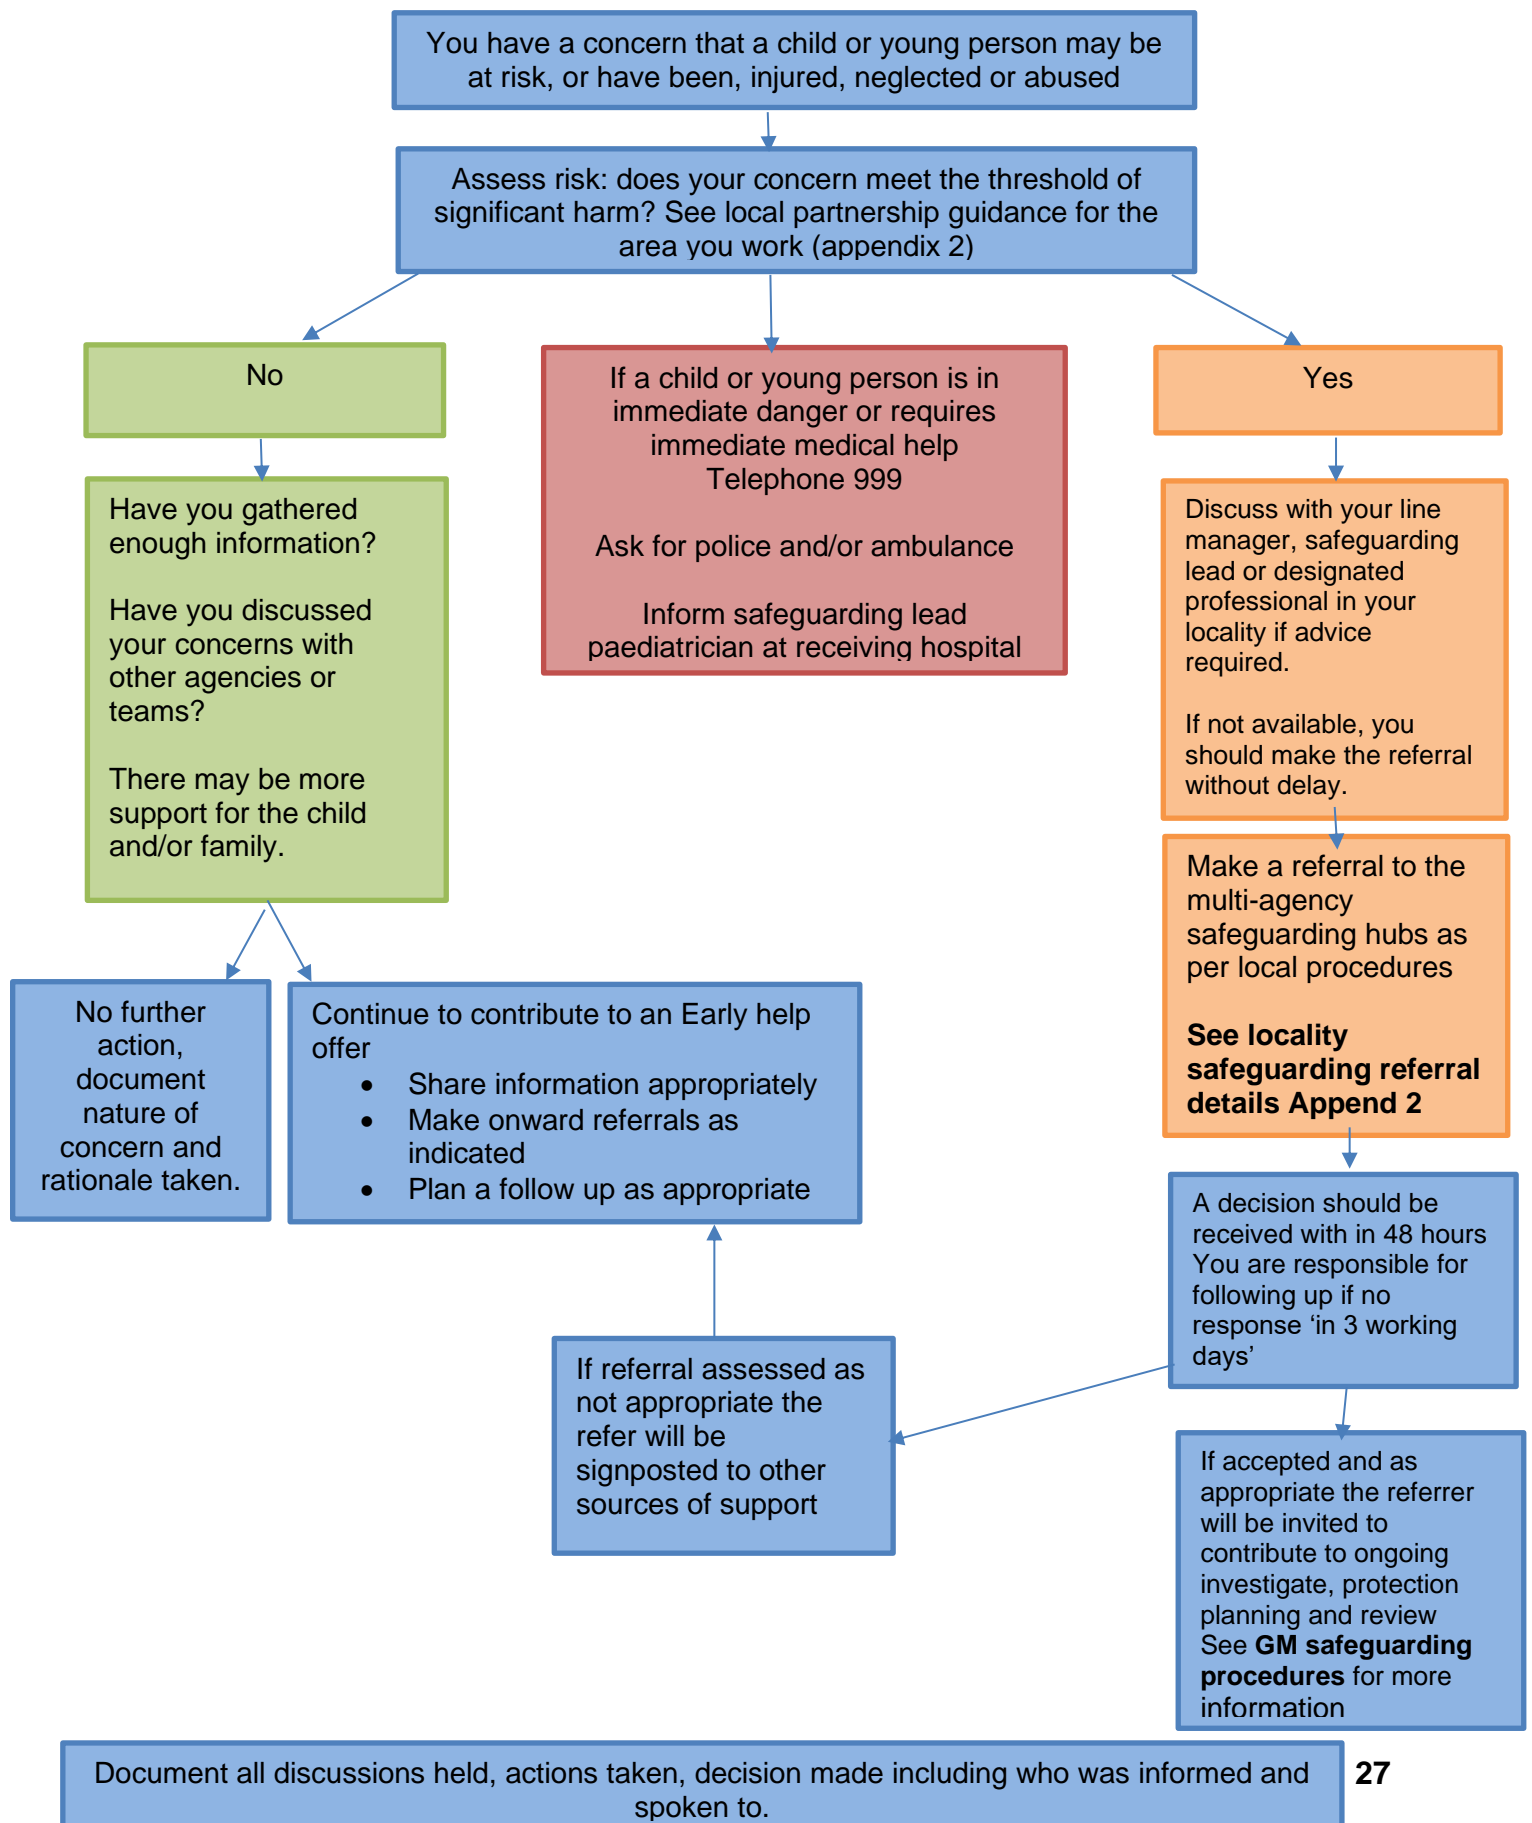 You have a concern that a child or young person may be
at risk, or have been, injured, neglected or abused
Assess risk: does your concern meet the threshold of
significant harm? See local partnership guidance for the
area you work (appendix 2)
No
If a child or young person is in
immediate danger or requires
immediate medical help
Telephone 999
Ask for police and/or ambulance
Inform safeguarding lead
paediatrician at receiving hospital
Yes
Have you gathered
enough information?
Have you discussed
your concerns with
other agencies or
teams?
There may be more
support for the child
and/or family.
Discuss with your line
manager, safeguarding
lead or designated
professional in your
locality if advice
required.
If not available, you
should make the referral
without delay.
Make a referral to the
multi-agency
safeguarding hubs as
per local procedures
See locality
safeguarding referral
details Append 2
No further
action,
document
nature of
concern and
rationale taken.
Continue to contribute to an Early help
offer
• Share information appropriately
• Make onward referrals as
indicated
• Plan a follow up as appropriate
A decision should be
received with in 48 hours
You are responsible for
following up if no
response ‘in 3 working
days’
If referral assessed as
not appropriate the
refer will be
signposted to other
sources of support
If accepted and as
appropriate the referrer
will be invited to
contribute to ongoing
investigate, protection
planning and review
See GM safeguarding
procedures for more
information
Document all discussions held, actions taken, decision made including who was informed and
spoken to.
27